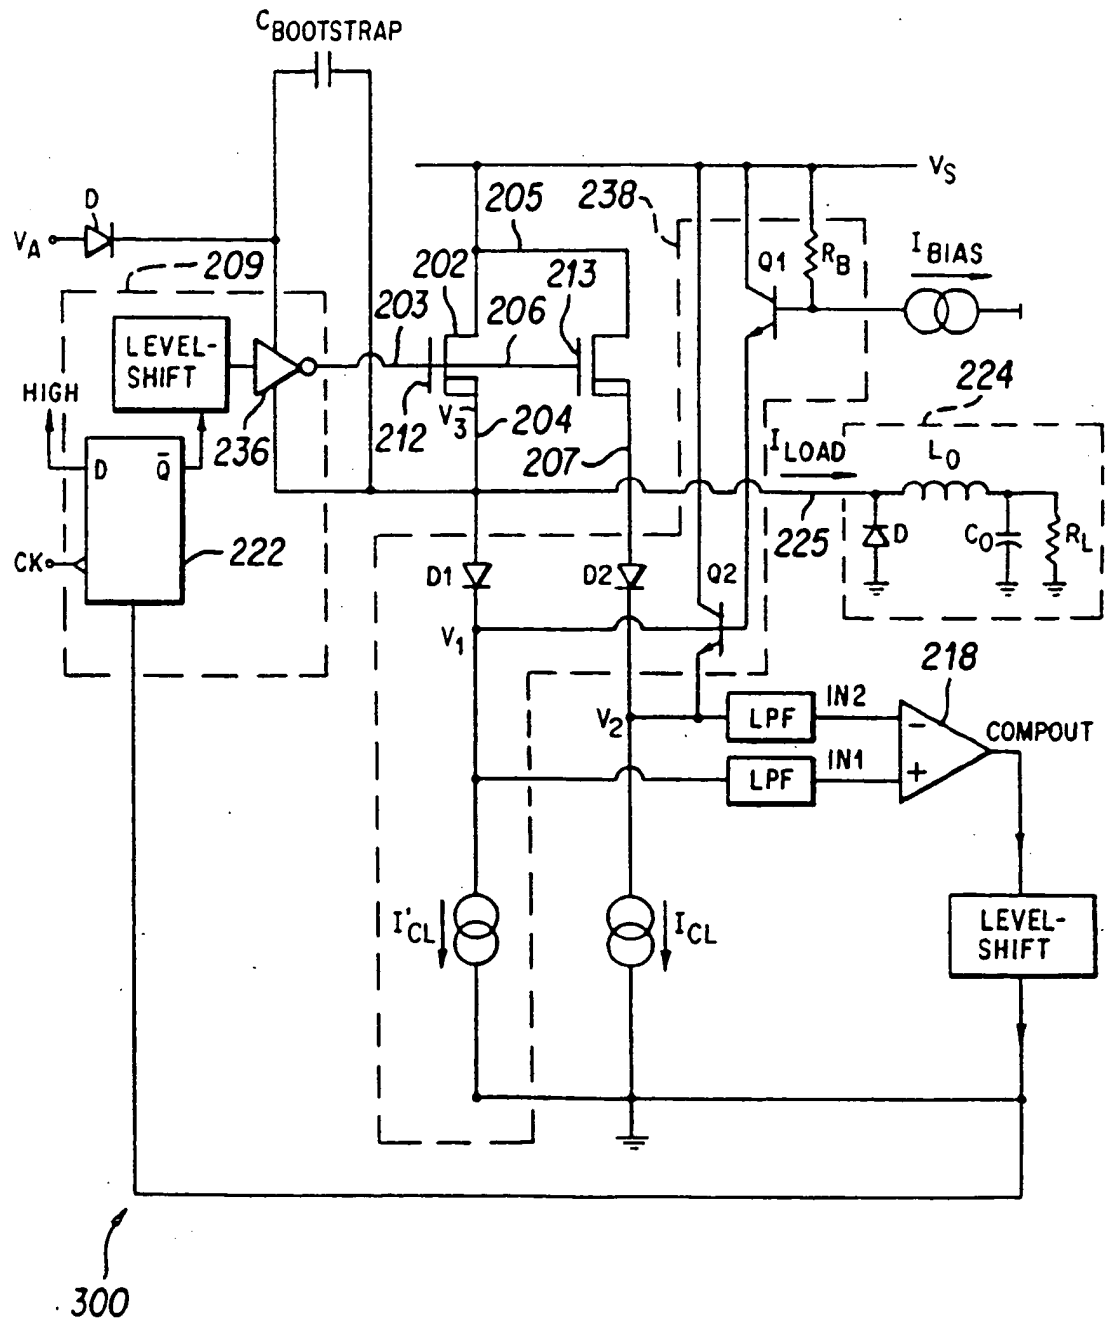 CBOOTSTRAP
VS
D
VA
209
205
238
202
213
Q1
RB
IBIAS
203
206
LEVEL-
SHIFT
HIGH
236
212
V3
204
207
ILOAD
224
L0
D
Q̅
CK
222
225
D
C0
RL
D1
D2
Q2
V1
218
V2
LPF
IN2
−
COMPOUT
LPF
IN1
+
I'CL
ICL
LEVEL-
SHIFT
300